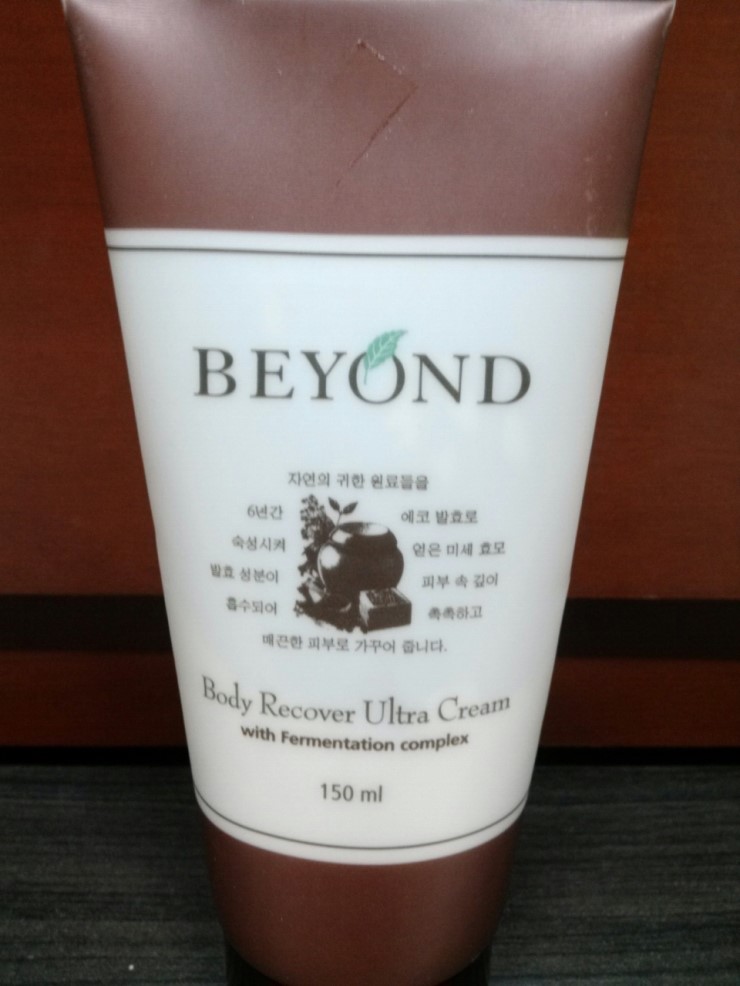 BEYOND
자연의 귀한 원료들을
6년간 에코 발효로
숙성시켜 얻은 미세 효모
발효 성분이 피부 속 깊이
흡수되어 촉촉하고
매끈한 피부로 가꾸어 줍니다.
Body Recover Ultra Cream
with Fermentation complex
150 ml